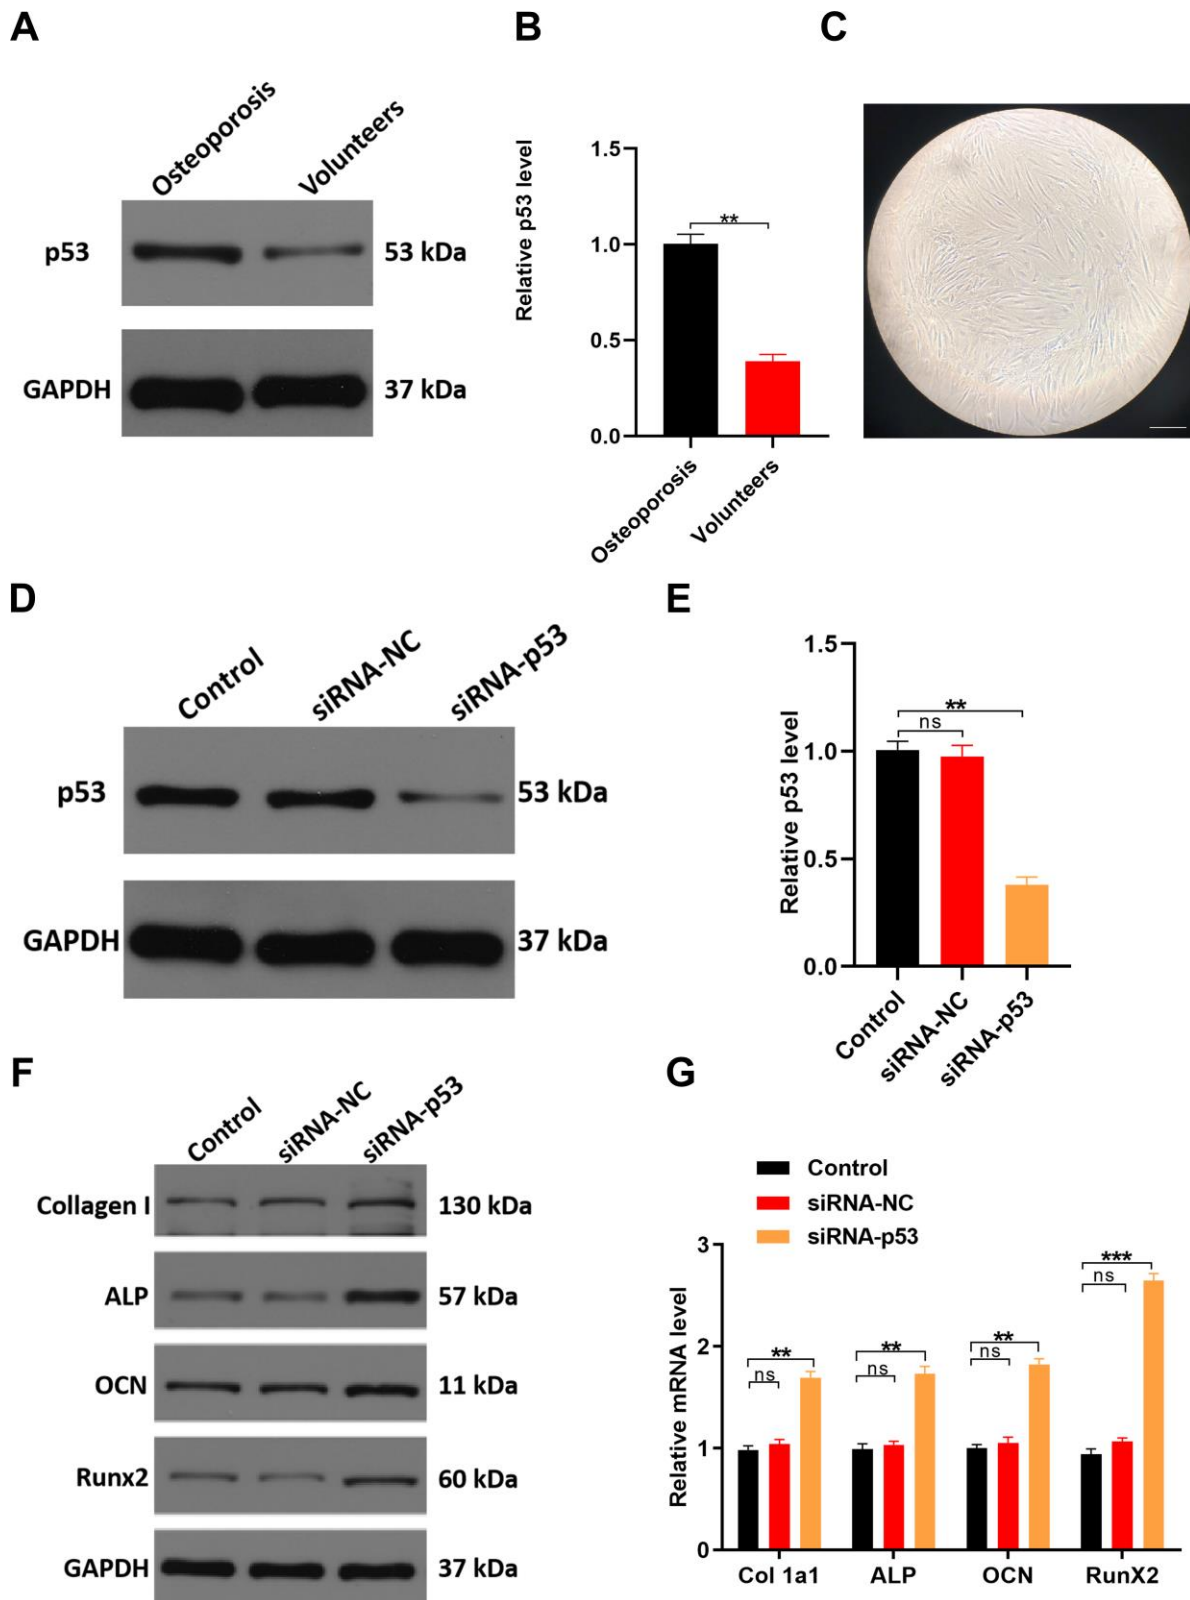 A
B
C
Osteoporosis
Volunteers
p53
53 kDa
GAPDH
37 kDa
Relative p53 level
1.5
1.0
0.5
0.0
**
Osteoporosis
Volunteers
D
E
Control
siRNA-NC
siRNA-p53
p53
53 kDa
GAPDH
37 kDa
Relative p53 level
1.5
1.0
0.5
0.0
**
ns
Control
siRNA-NC
siRNA-p53
F
G
Control
siRNA-NC
siRNA-p53
Collagen I
130 kDa
ALP
57 kDa
OCN
11 kDa
Runx2
60 kDa
GAPDH
37 kDa
Control
siRNA-NC
siRNA-p53
Relative mRNA level
3
2
1
0
**
ns
**
ns
**
ns
***
ns
Col 1a1
ALP
OCN
RunX2